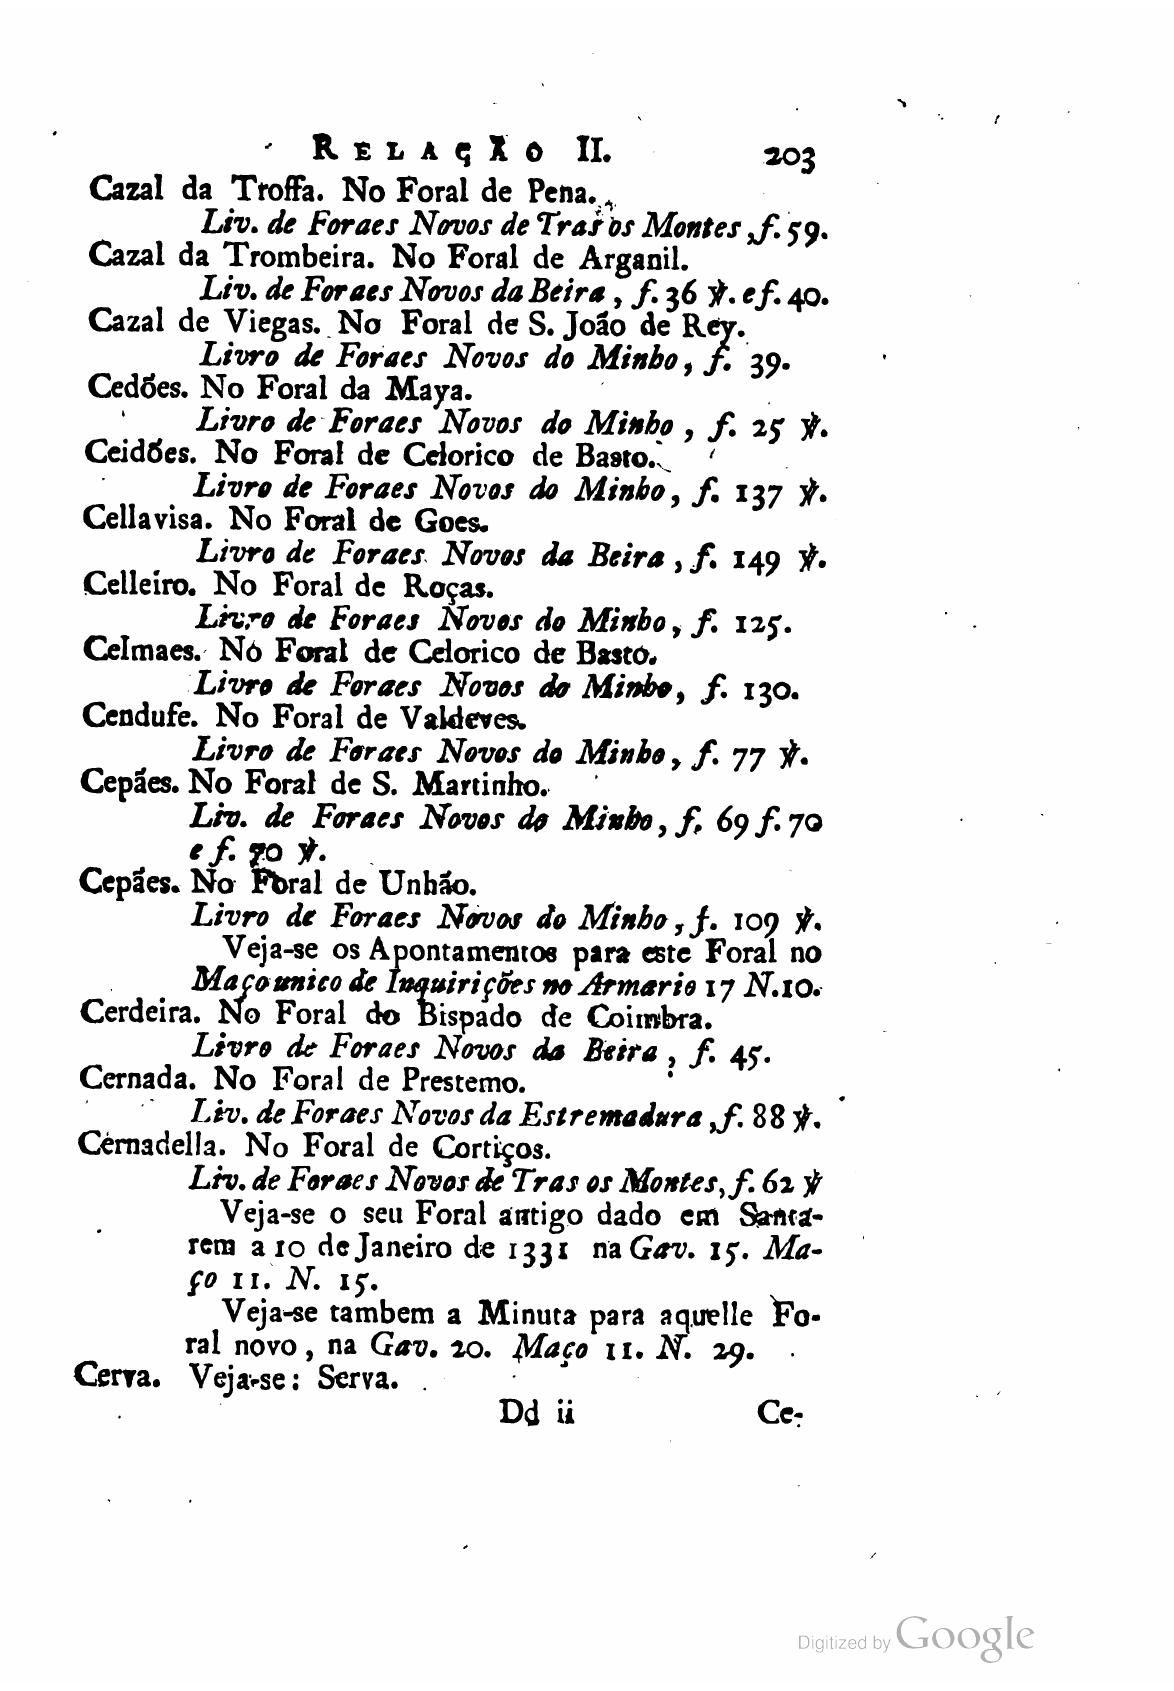 RELAÇÃO II. 203
Cazal da Troffa. No Foral de Pena.
Liv. de Foraes Novos de Tras os Montes, f. 59.
Cazal da Trombeira. No Foral de Arganil.
Liv. de Foraes Novos da Beira, f. 36 ℣. e f. 40.
Cazal de Viegas. No Foral de S. João de Rey.
Livro de Foraes Novos do Minho, f. 39.
Cedões. No Foral da Maya.
Livro de Foraes Novos do Minho, f. 25 ℣.
Ceidões. No Foral de Celorico de Basto.
Livro de Foraes Novos do Minho, f. 137 ℣.
Cellavisa. No Foral de Goes.
Livro de Foraes Novos da Beira, f. 149 ℣.
Celleiro. No Foral de Roças.
Livro de Foraes Novos do Minho, f. 125.
Celmaes. No Foral de Celorico de Basto.
Livro de Foraes Novos do Minho, f. 130.
Cendufe. No Foral de Valdeves.
Livro de Foraes Novos do Minho, f. 77 ℣.
Cepães. No Foral de S. Martinho.
Liv. de Foraes Novos do Minho, f. 69 f. 70
e f. 70 ℣.
Cepães. No Foral de Unhão.
Livro de Foraes Novos do Minho, f. 109 ℣.
Veja-se os Apontamentos para este Foral no
Maço unico de Inquirições no Armario 17 N. 10.
Cerdeira. No Foral do Bispado de Coimbra.
Livro de Foraes Novos da Beira, f. 45.
Cernada. No Foral de Prestemo.
Liv. de Foraes Novos da Estremadura, f. 88 ℣.
Cernadella. No Foral de Cortiços.
Liv. de Foraes Novos de Tras os Montes, f. 62 ℣
Veja-se o seu Foral antigo dado em Santa-
rem a 10 de Janeiro de 1331 na Gav. 15. Ma-
ço 11. N. 15.
Veja-se tambem a Minuta para aquelle Fo-
ral novo, na Gav. 20. Maço 11. N. 29.
Cerva. Veja-se: Serva.
Dd ii Ce-
Digitized by Google